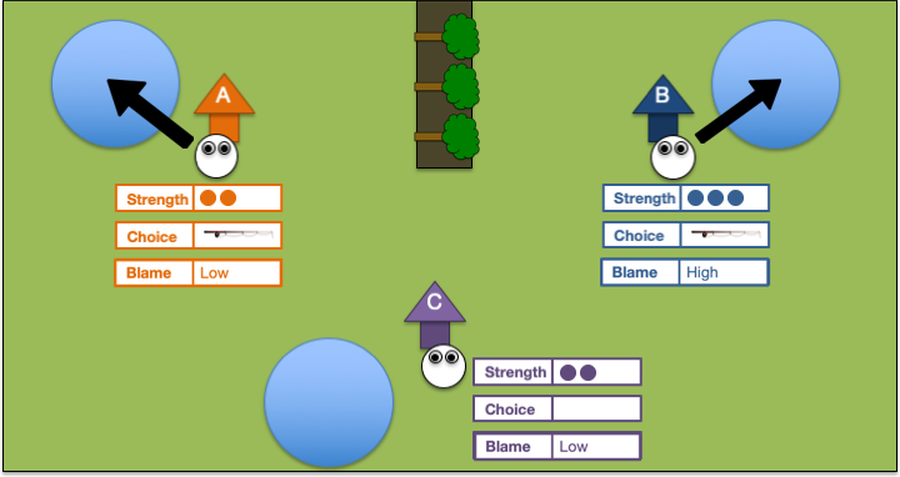 A
B
Strength
Choice
Blame Low
Strength
Choice
Blame High
C
Strength
Choice
Blame Low